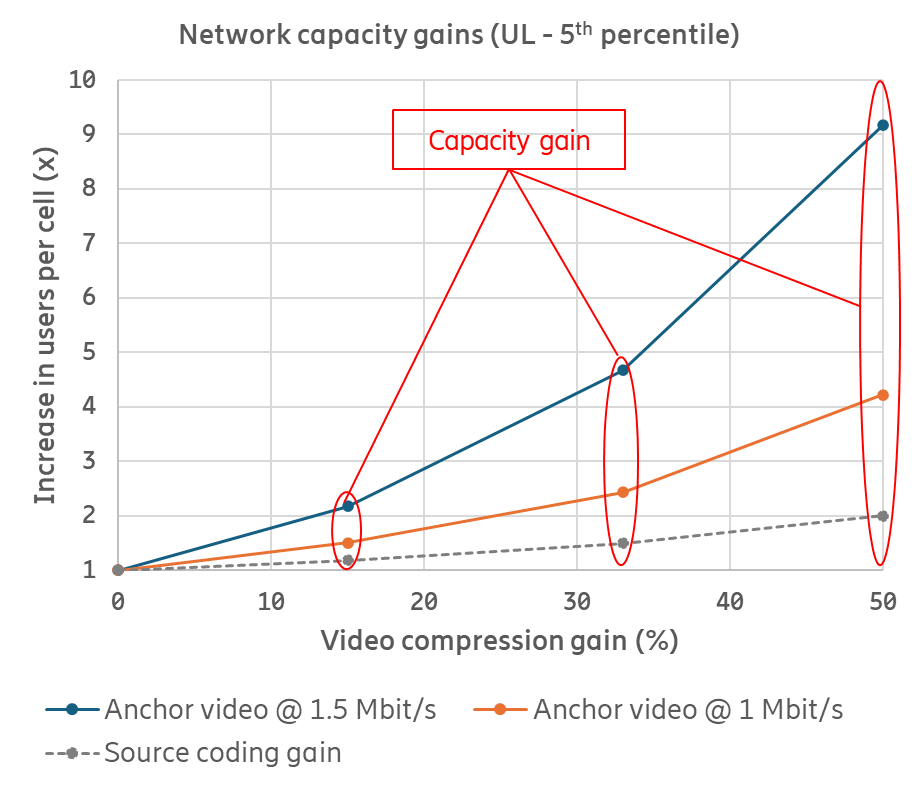 Network capacity gains (UL - 5th percentile)
10
9
8
7
6
5
4
3
2
1
Increase in users per cell (x)
Capacity gain
0 10 20 30 40 50
Video compression gain (%)
Anchor video @ 1.5 Mbit/s Anchor video @ 1 Mbit/s
Source coding gain